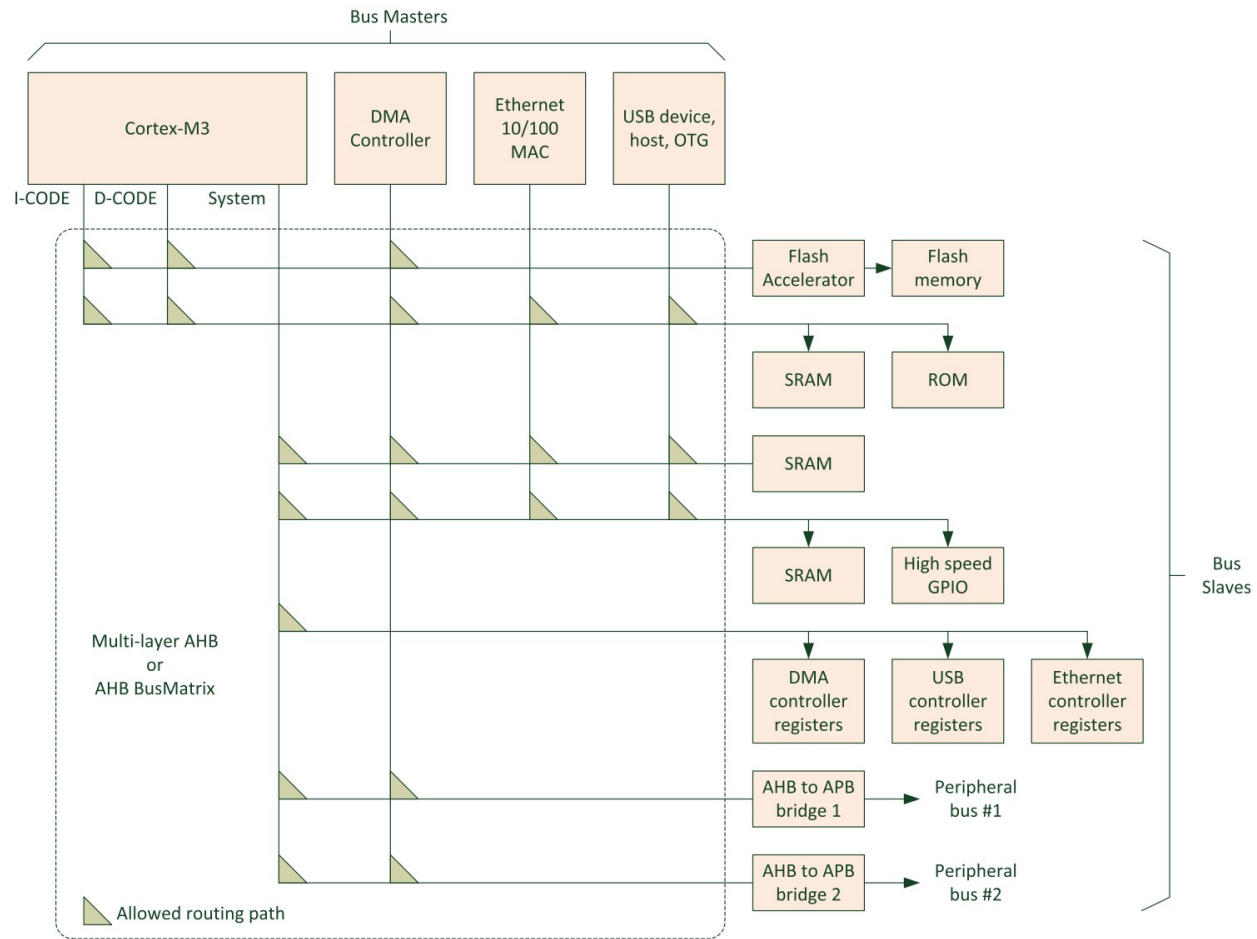 Bus Masters
Cortex-M3
DMA
Controller
Ethernet
10/100
MAC
USB device,
host, OTG
I-CODE
D-CODE
System
Flash
Accelerator
Flash
memory
SRAM
ROM
SRAM
SRAM
High speed
GPIO
Bus
Slaves
Multi-layer AHB
or
AHB BusMatrix
DMA
controller
registers
USB
controller
registers
Ethernet
controller
registers
AHB to APB
bridge 1
Peripheral
bus #1
AHB to APB
bridge 2
Peripheral
bus #2
Allowed routing path